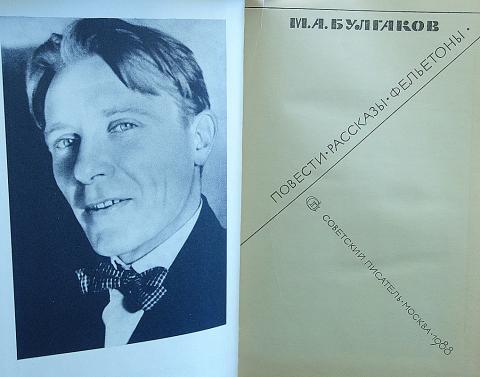 М.А.БУЛГАКОВ
ПОВЕСТИ·РАССКАЗЫ·ФЕЛЬЕТОНЫ·
СОВЕТСКИЙ ПИСАТЕЛЬ·МОСКВА·1988